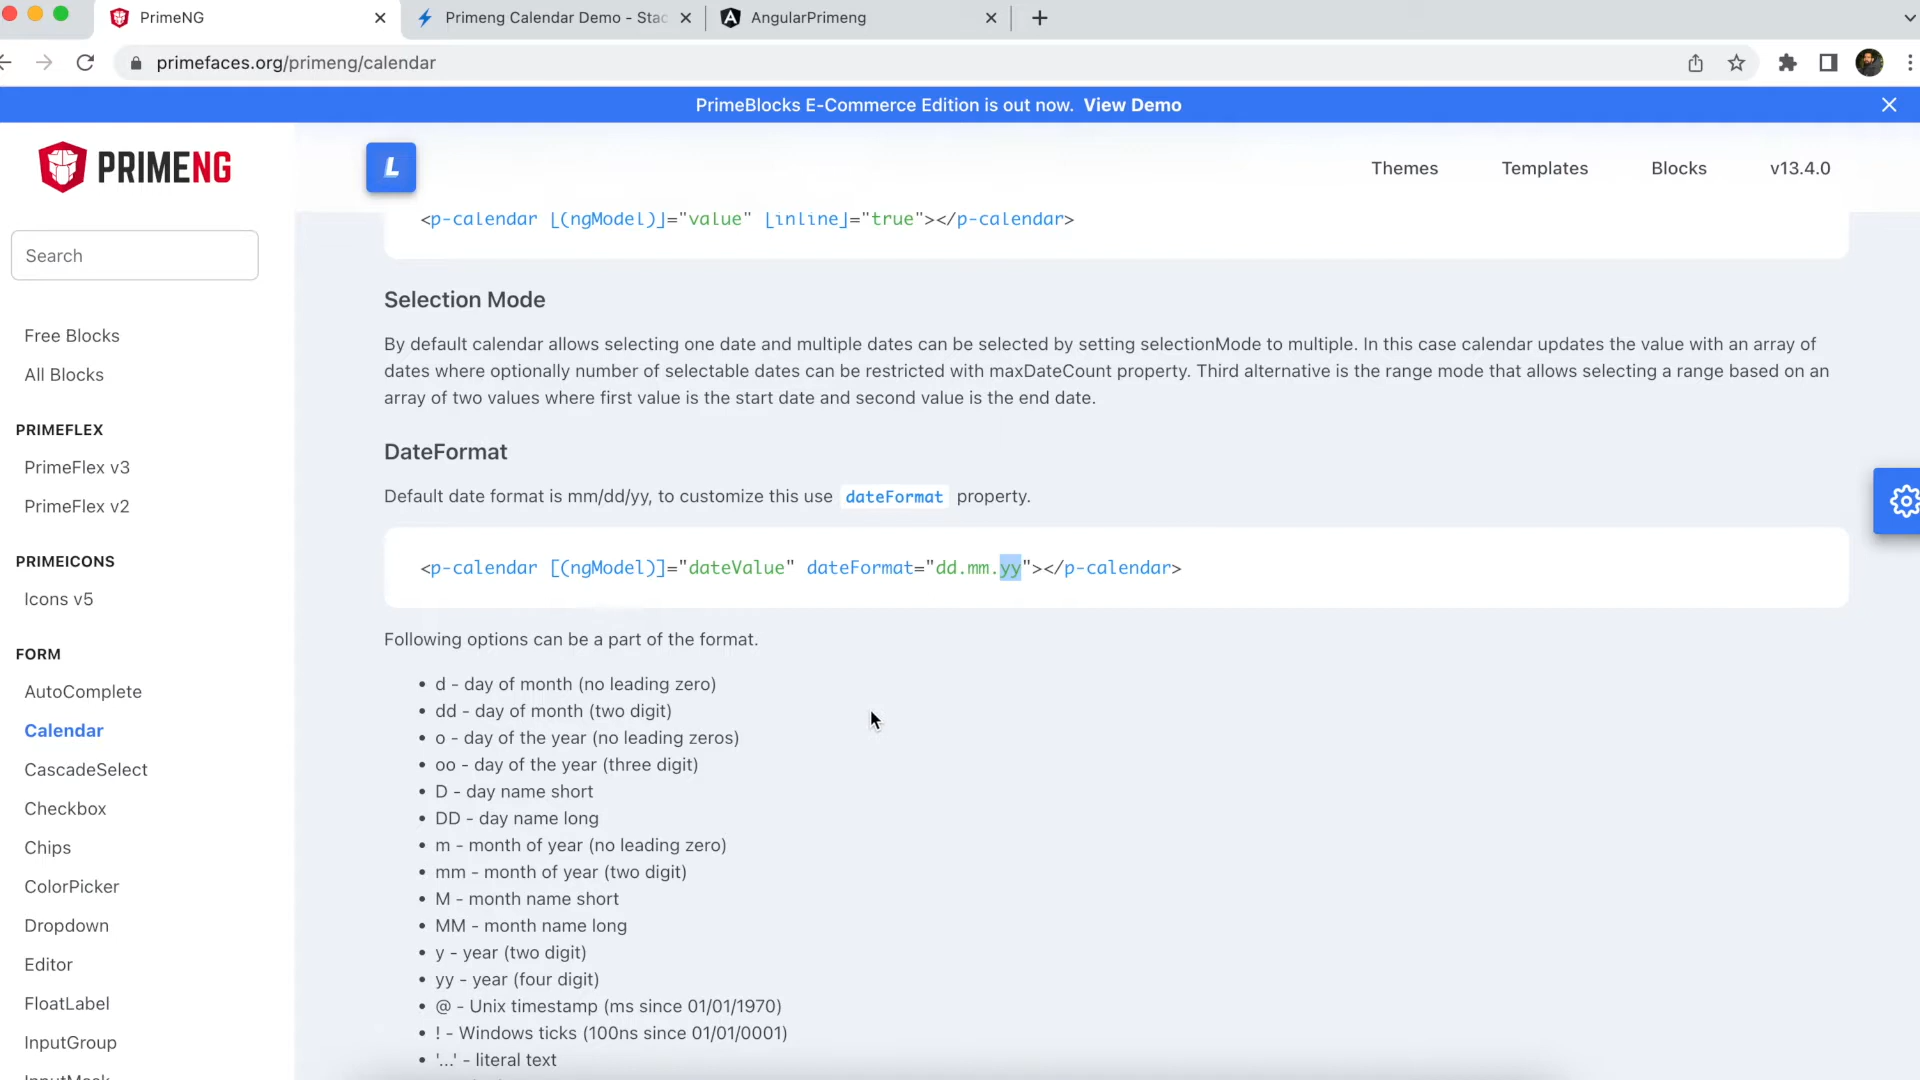 PrimeNG
Primeng Calendar Demo - Stac
AngularPrimeng
primefaces.org/primeng/calendar
PrimeBlocks E-Commerce Edition is out now. View Demo
PRIMENG
L
Themes
Templates
Blocks
v13.4.0
Search
Free Blocks
All Blocks
PRIMEFLEX
PrimeFlex v3
PrimeFlex v2
PRIMEICONS
Icons v5
FORM
AutoComplete
Calendar
CascadeSelect
Checkbox
Chips
ColorPicker
Dropdown
Editor
FloatLabel
InputGroup
InputMask
<p-calendar [(ngModel)]="value" [inline]="true"></p-calendar>
Selection Mode
By default calendar allows selecting one date and multiple dates can be selected by setting selectionMode to multiple. In this case calendar updates the value with an array of
dates where optionally number of selectable dates can be restricted with maxDateCount property. Third alternative is the range mode that allows selecting a range based on an
array of two values where first value is the start date and second value is the end date.
DateFormat
Default date format is mm/dd/yy, to customize this use dateFormat property.
<p-calendar [(ngModel)]="dateValue" dateFormat="dd.mm.yy"></p-calendar>
Following options can be a part of the format.
• d - day of month (no leading zero)
• dd - day of month (two digit)
• o - day of the year (no leading zeros)
• oo - day of the year (three digit)
• D - day name short
• DD - day name long
• m - month of year (no leading zero)
• mm - month of year (two digit)
• M - month name short
• MM - month name long
• y - year (two digit)
• yy - year (four digit)
• @ - Unix timestamp (ms since 01/01/1970)
• ! - Windows ticks (100ns since 01/01/0001)
• '...' - literal text